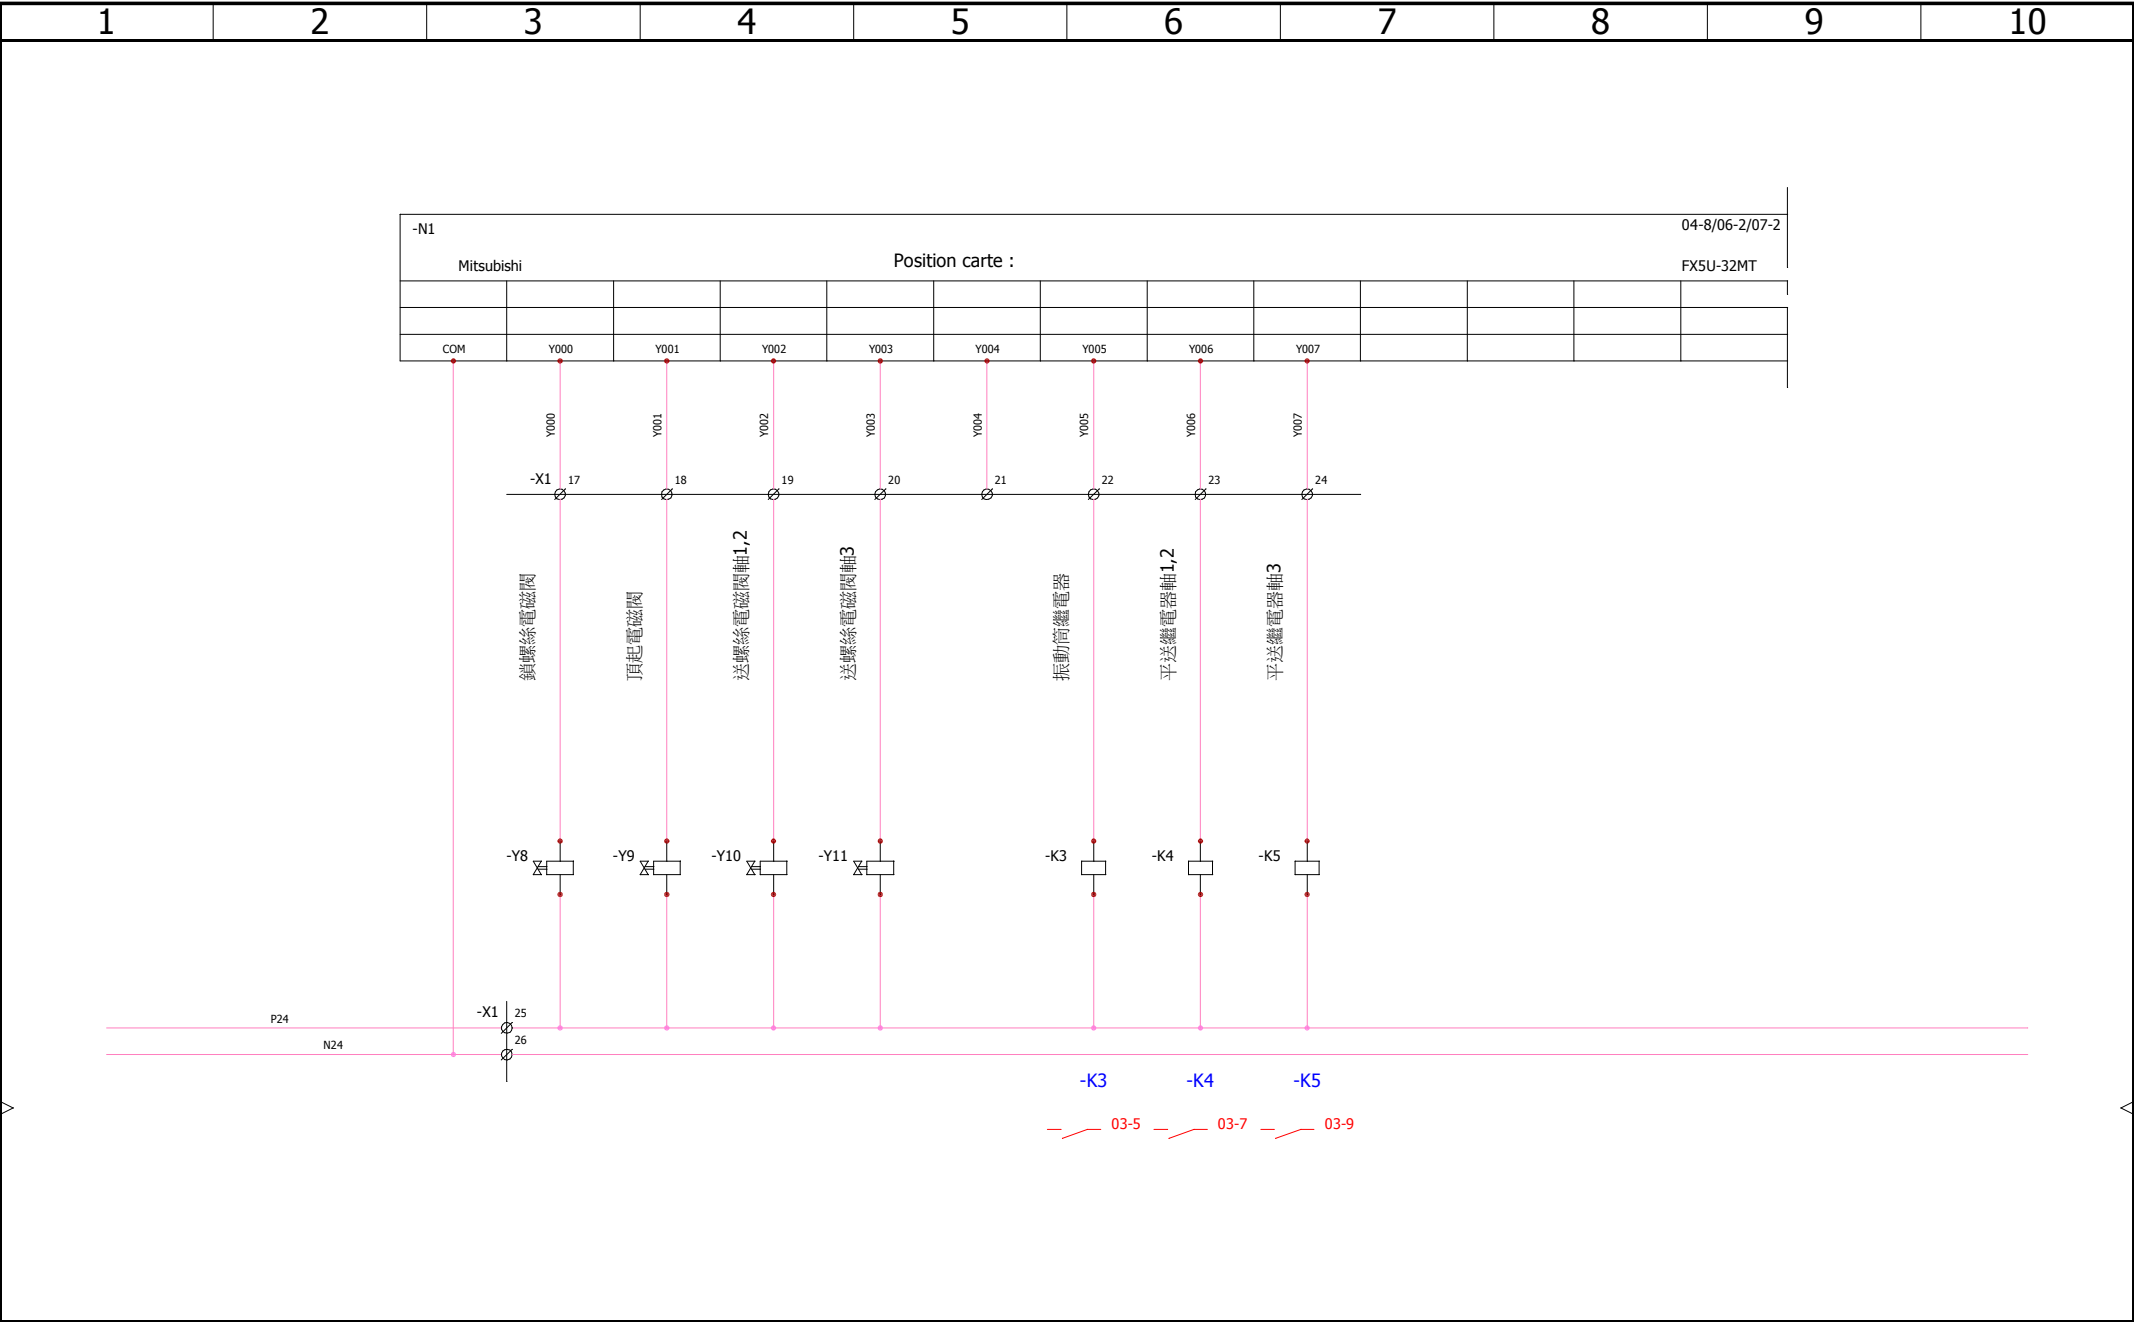 1 2 3 4 5 6 7 8 9 10
-N1 04-8/06-2/07-2
Mitsubishi Position carte : FX5U-32MT
COM Y000 Y001 Y002 Y003 Y004 Y005 Y006 Y007
Y000 Y001 Y002 Y003 Y004 Y005 Y006 Y007
-X1 17 18 19 20 21 22 23 24
鎖螺絲電磁閥
頂起電磁閥
送螺絲電磁閥軸1,2
送螺絲電磁閥軸3
振動筒繼電器
平送繼電器軸1,2
平送繼電器軸3
-Y8 -Y9 -Y10 -Y11 -K3 -K4 -K5
P24 -X1 25
N24 26
-K3 -K4 -K5
03-5 03-7 03-9